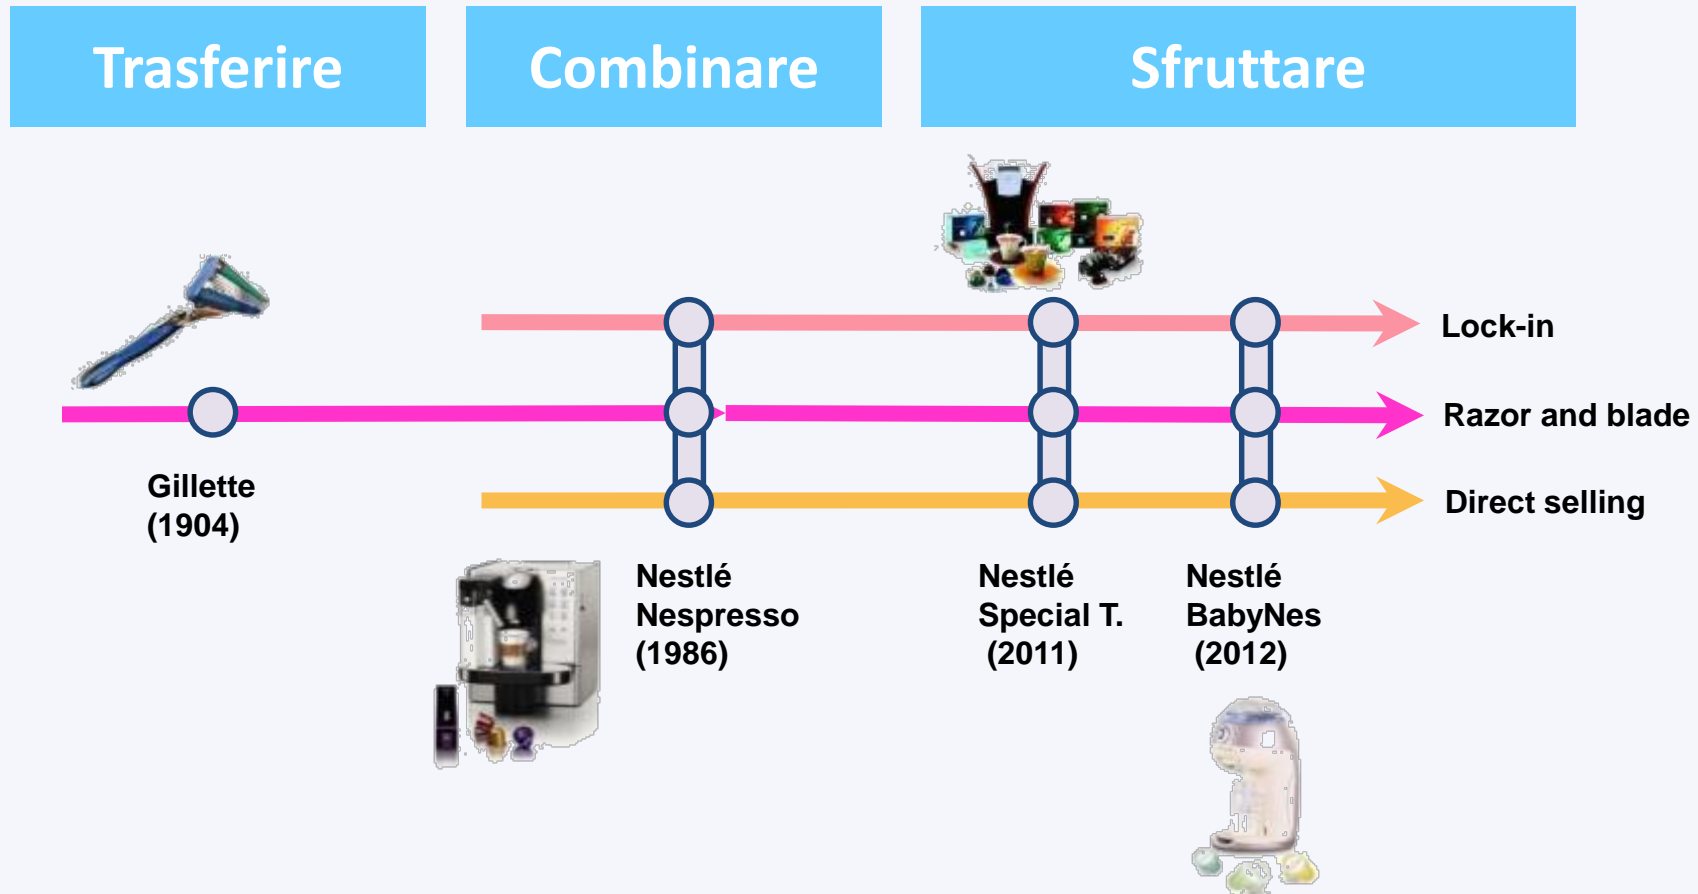 Trasferire
Combinare
Sfruttare
Lock-in
Razor and blade
Direct selling
Gillette
(1904)
Nestlé
Nespresso
(1986)
Nestlé
Special T.
(2011)
Nestlé
BabyNes
(2012)